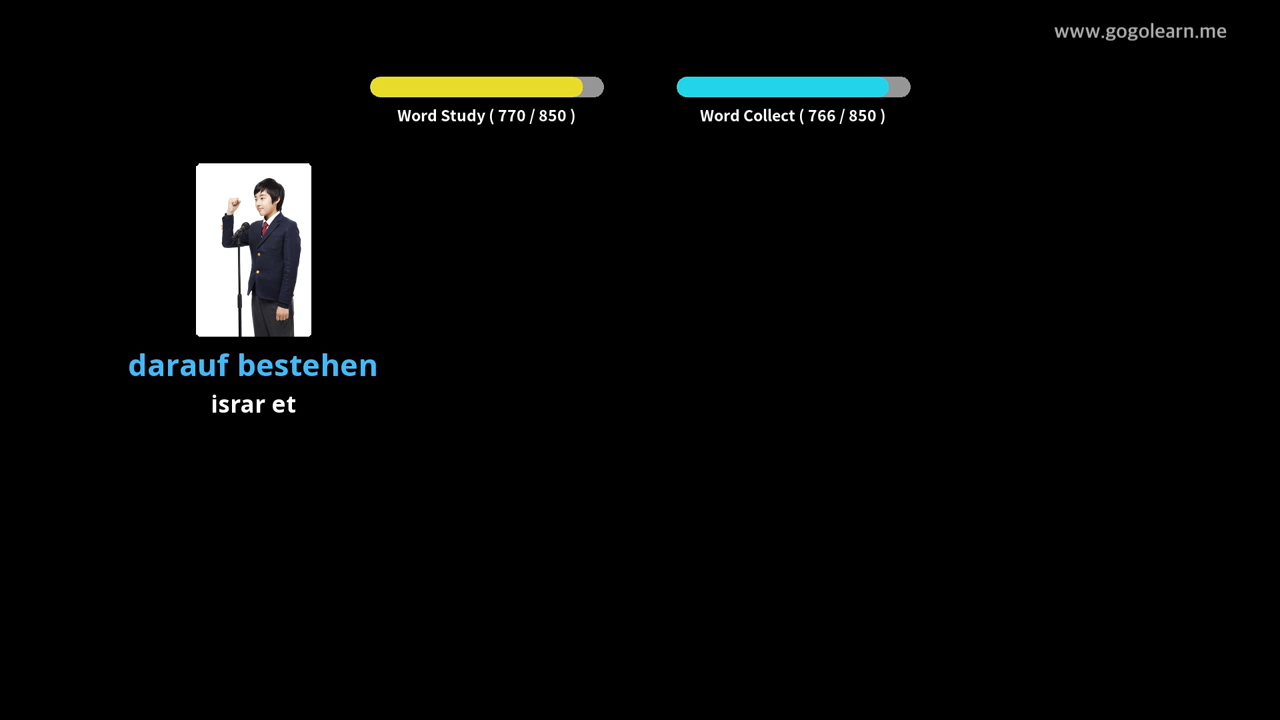 www.gogolearn.me
Word Study ( 770 / 850 )
Word Collect ( 766 / 850 )
darauf bestehen
israr et